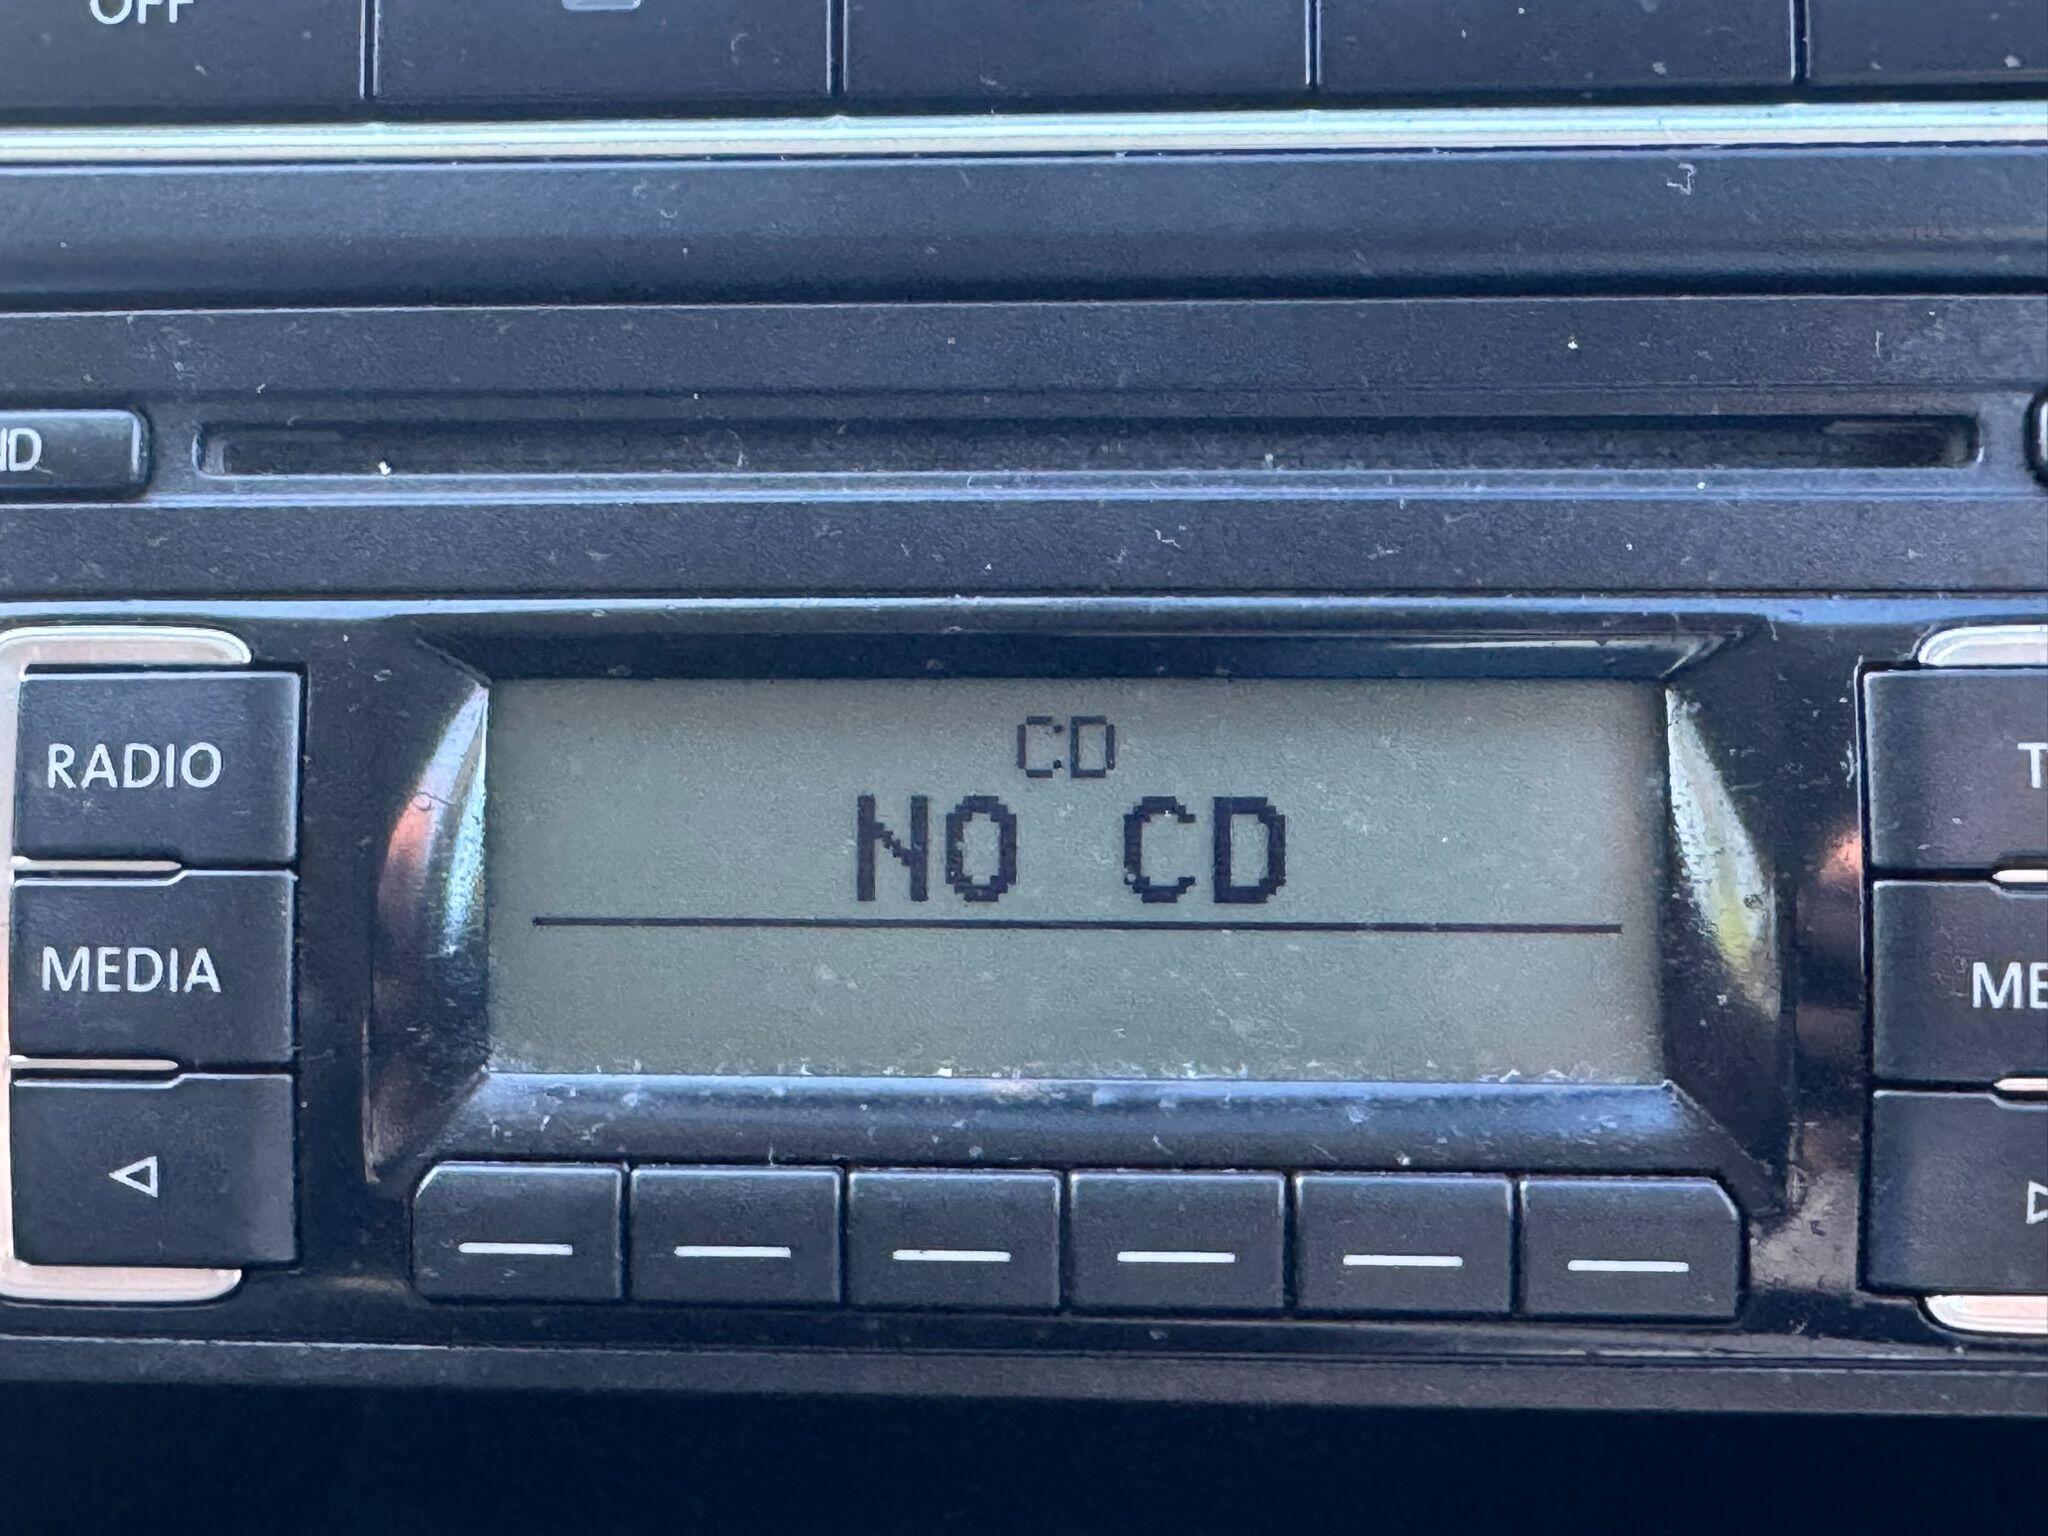 OFF
RADIO
CD
NO CD
MEDIA